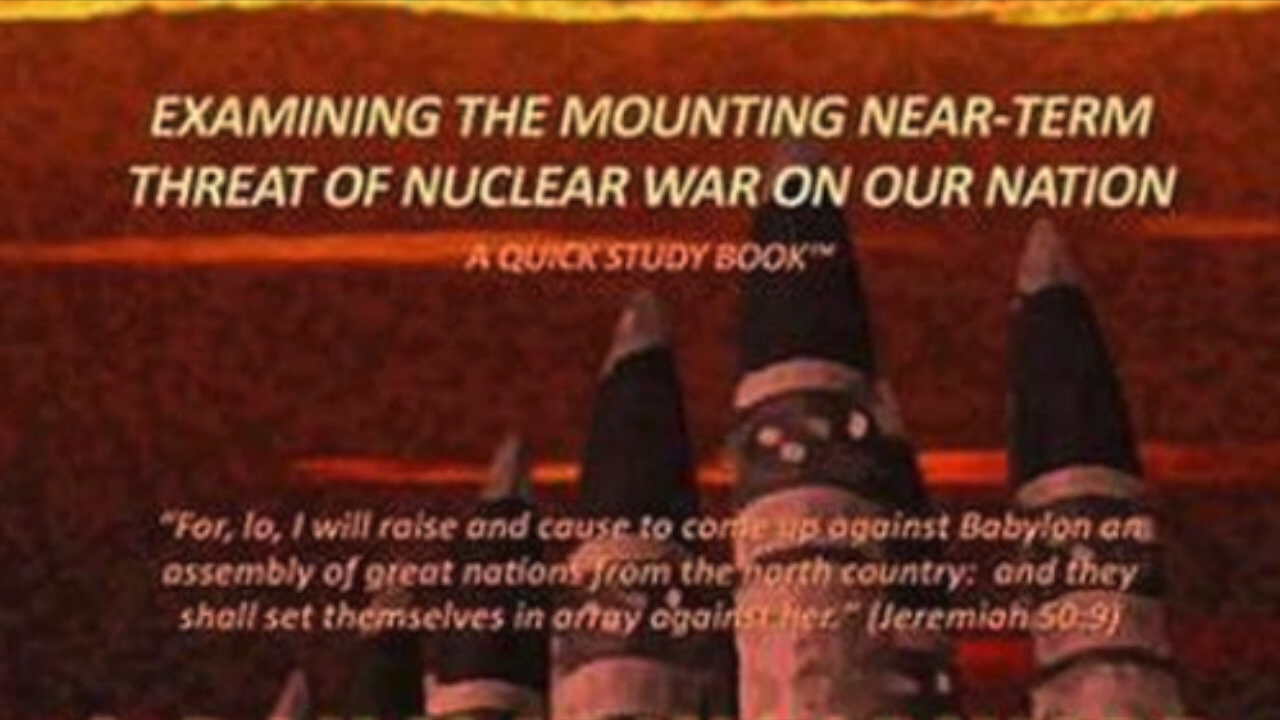 EXAMINING THE MOUNTING NEAR-TERM
THREAT OF NUCLEAR WAR ON OUR NATION
A QUICK STUDY BOOK™
“For, lo, I will raise and cause to come up against Babylon an
assembly of great nations from the north country: and they
shall set themselves in array against her.” (Jeremiah 50:9)